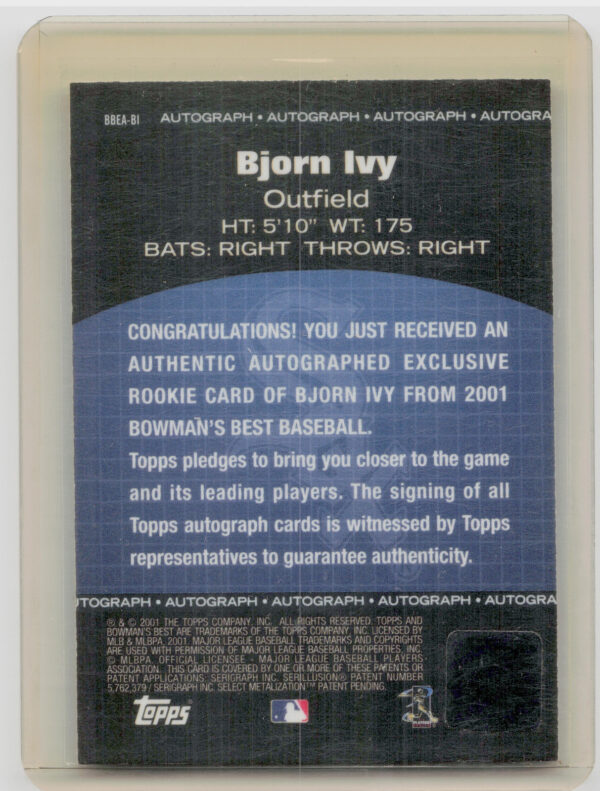 BBEA-BI AUTOGRAPH • AUTOGRAPH • AUTOGRAPH • AUTOGRA
Bjorn Ivy
Outfield
HT: 5'10" WT: 175
BATS: RIGHT THROWS: RIGHT
CONGRATULATIONS! YOU JUST RECEIVED AN
AUTHENTIC AUTOGRAPHED EXCLUSIVE
ROOKIE CARD OF BJORN IVY FROM 2001
BOWMAN'S BEST BASEBALL.
Topps pledges to bring you closer to the game
and its leading players. The signing of all
Topps autograph cards is witnessed by Topps
representatives to guarantee authenticity.
UTOGRAPH • AUTOGRAPH • AUTOGRAPH • AUTOGRAPH • AUTOGRA
® & © 2001 THE TOPPS COMPANY, INC. ALL RIGHTS RESERVED. TOPPS AND
BOWMAN'S BEST ARE TRADEMARKS OF THE TOPPS COMPANY, INC. LICENSED BY
MLB & MLBPA. 2001 MAJOR LEAGUE BASEBALL TRADEMARKS AND COPYRIGHTS
ARE USED WITH PERMISSION OF MAJOR LEAGUE BASEBALL PROPERTIES, INC.
© MLBPA. OFFICIAL LICENSEE - MAJOR LEAGUE BASEBALL PLAYERS
ASSOCIATION. THIS CARD IS COVERED BY ONE OR MORE OF THESE PATENTS OR
PATENT APPLICATIONS. SERIGRAPH INC. SERILLUSION® PATENT NUMBER
5,762,379 / SERIGRAPH INC. SELECT METALIZATION™ PATENT PENDING.
TOPPS